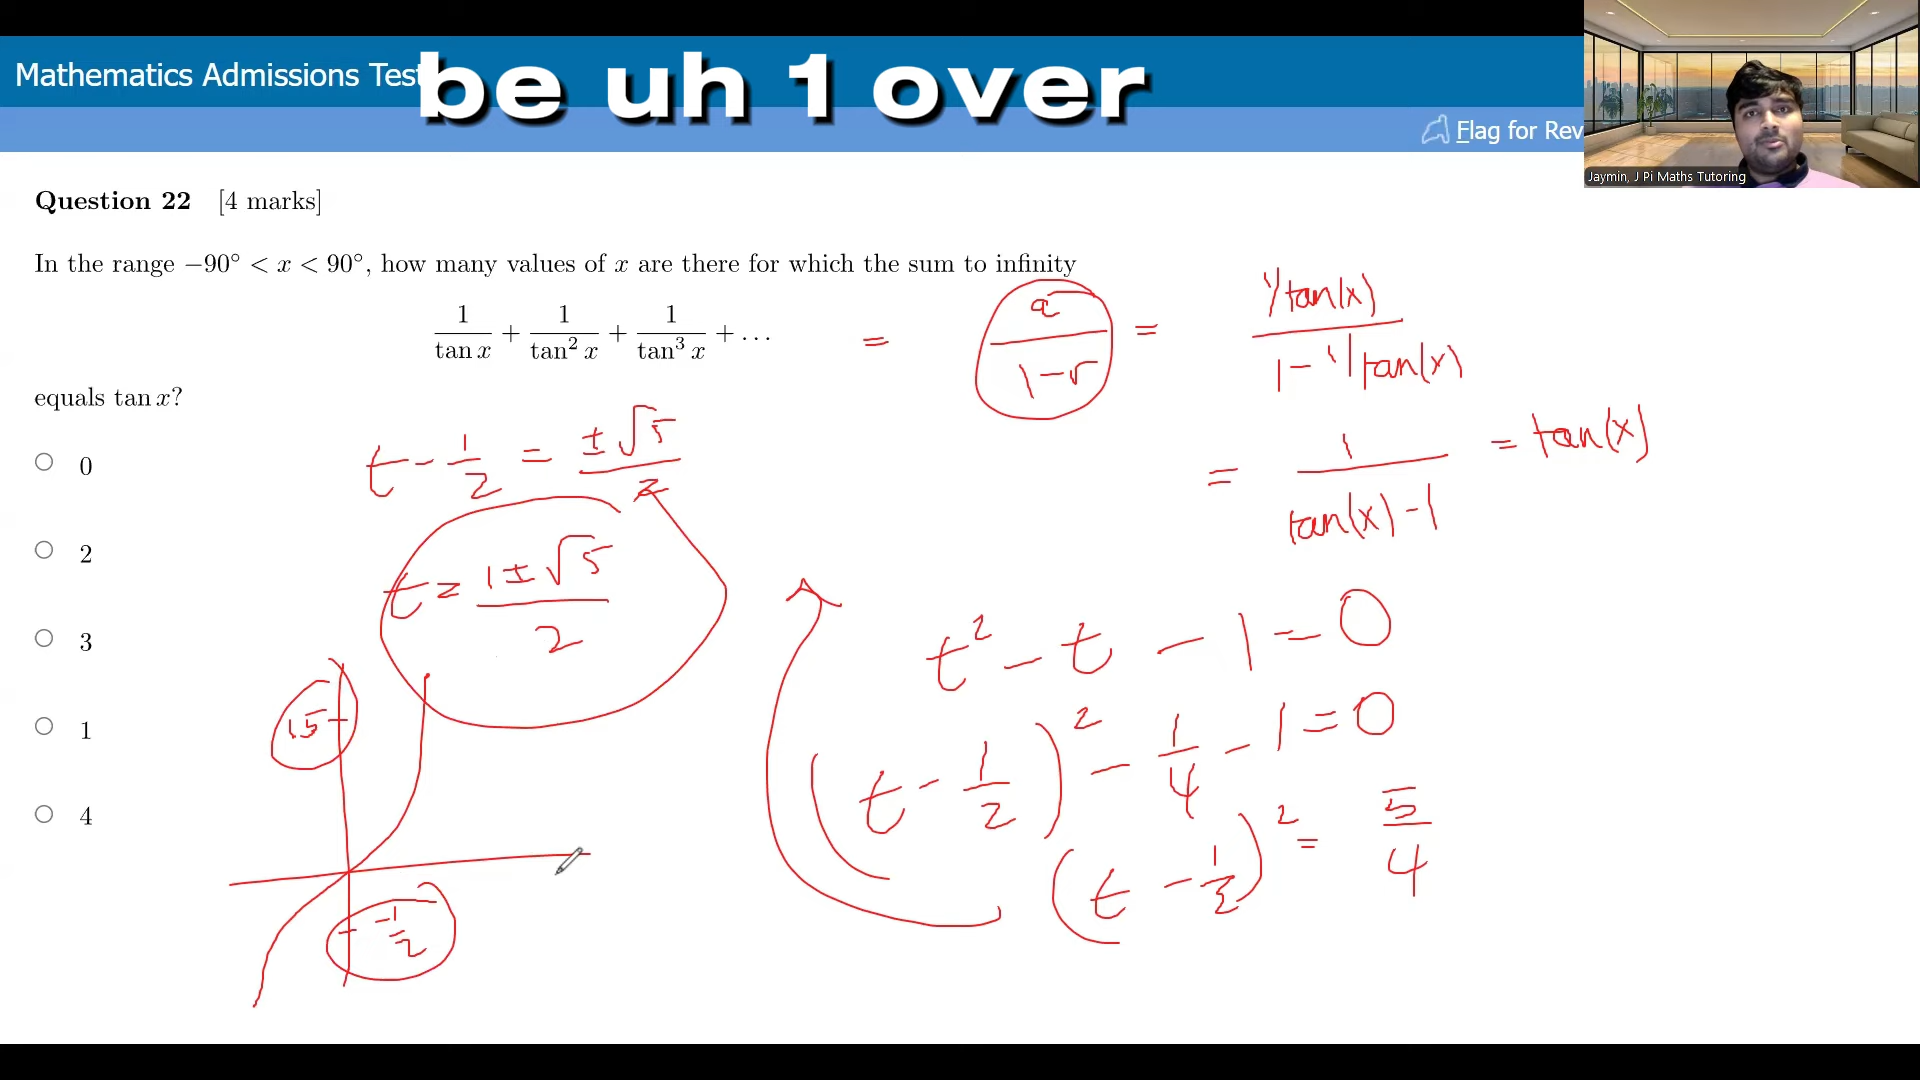 Mathematics Admissions Test
be uh 1 over
Flag for Rev
Jaymin, J Pi Maths Tutoring
Question 22 [4 marks]
In the range −90° < x < 90°, how many values of x are there for which the sum to infinity
1/tan x + 1/tan² x + 1/tan³ x + ...
= a/(1-r) = (1/tan(x))/(1 - 1/tan(x))
equals tan x?
= 1/(tan(x)-1) = tan(x)
t - 1/2 = ±√5/2
t = (1±√5)/2
0
2
3
1
4
t² - t - 1 = 0
(t - 1/2)² - 1/4 - 1 = 0
(t - 1/2)² = 5/4
1.5
-1/2